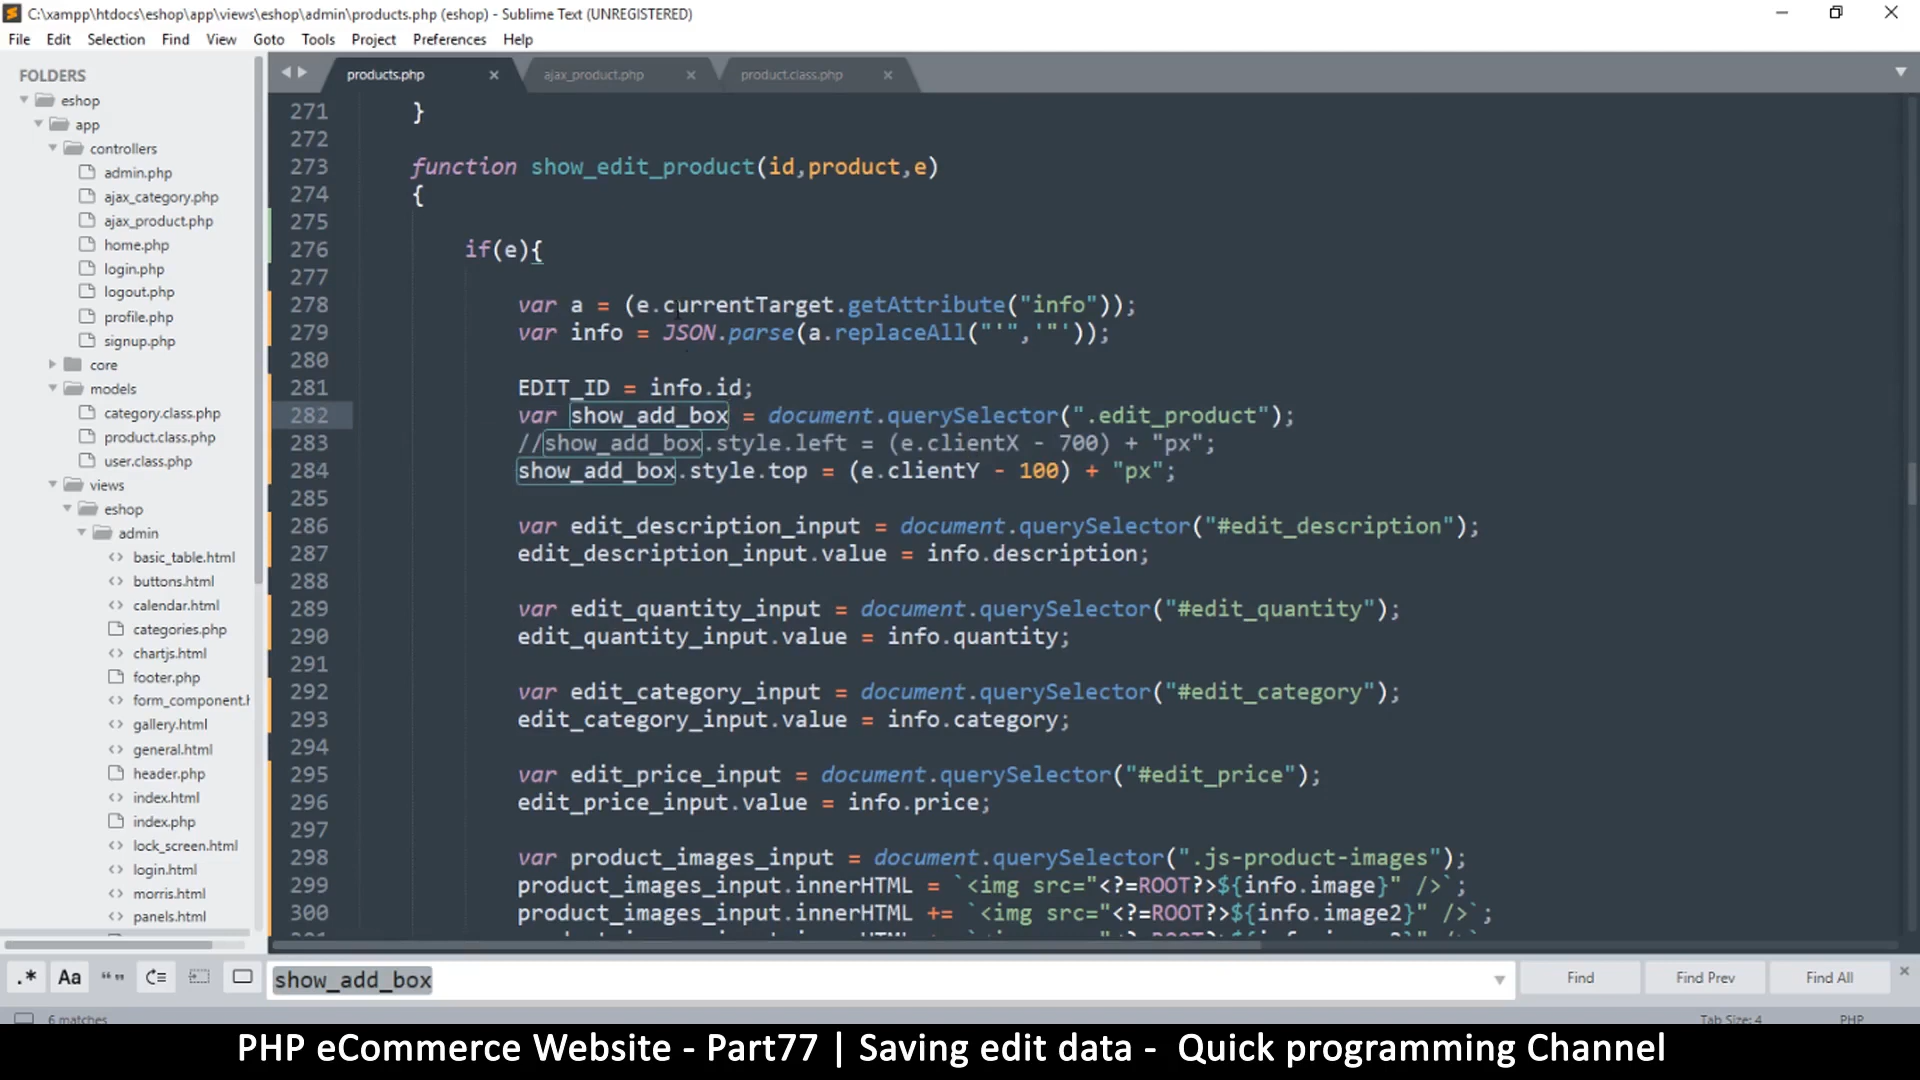 C:\xampp\htdocs\eshop\app\views\eshop\admin\products.php (eshop) - Sublime Text (UNREGISTERED)
File Edit Selection Find View Goto Tools Project Preferences Help
FOLDERS
eshop
app
controllers
admin.php
ajax_category.php
ajax_product.php
home.php
login.php
logout.php
profile.php
signup.php
core
models
category.class.php
product.class.php
user.class.php
views
eshop
admin
basic_table.html
buttons.html
calendar.html
categories.php
chartjs.html
footer.php
form_component.h
gallery.html
general.html
header.php
index.html
index.php
lock_screen.html
login.html
morris.html
panels.html
products.php ajax_product.php product.class.php
271 }
272
273 function show_edit_product(id,product,e)
274 {
275
276 if(e){
277
278 var a = (e.currentTarget.getAttribute("info"));
279 var info = JSON.parse(a.replaceAll("'",'"'));
280
281 EDIT_ID = info.id;
282 var show_add_box = document.querySelector(".edit_product");
283 //show_add_box.style.left = (e.clientX - 700) + "px";
284 show_add_box.style.top = (e.clientY - 100) + "px";
285
286 var edit_description_input = document.querySelector("#edit_description");
287 edit_description_input.value = info.description;
288
289 var edit_quantity_input = document.querySelector("#edit_quantity");
290 edit_quantity_input.value = info.quantity;
291
292 var edit_category_input = document.querySelector("#edit_category");
293 edit_category_input.value = info.category;
294
295 var edit_price_input = document.querySelector("#edit_price");
296 edit_price_input.value = info.price;
297
298 var product_images_input = document.querySelector(".js-product-images");
299 product_images_input.innerHTML = `<img src="<?=ROOT?>${info.image}" />`;
300 product_images_input.innerHTML += `<img src="<?=ROOT?>${info.image2}" />`;
.* Aa “ ” show_add_box Find Find Prev Find All
6 matches Tab Size: 4 PHP
PHP eCommerce Website - Part77 | Saving edit data - Quick programming Channel